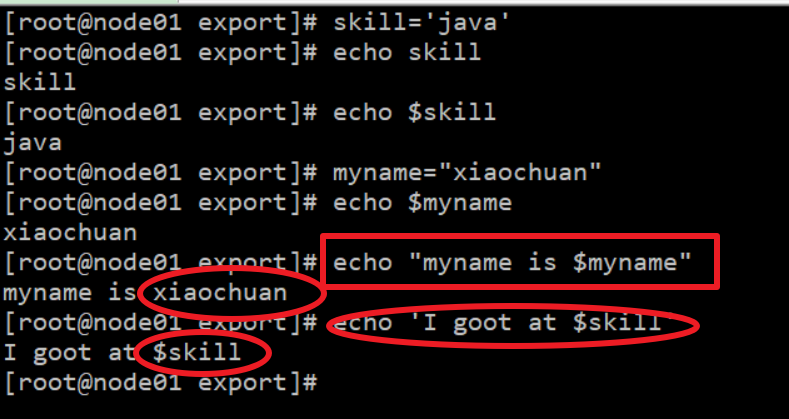 [root@node01 export]# skill='java'
[root@node01 export]# echo skill
skill
[root@node01 export]# echo $skill
java
[root@node01 export]# myname="xiaochuan"
[root@node01 export]# echo $myname
xiaochuan
[root@node01 export]# echo "myname is $myname"
myname is xiaochuan
[root@node01 export]# echo 'I goot at $skill'
I goot at $skill
[root@node01 export]#